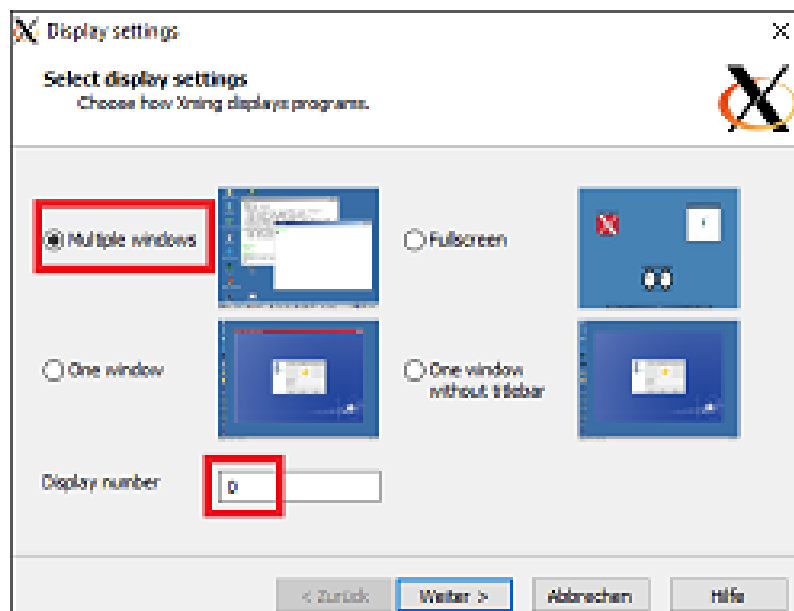 Display settings
Select display settings
Choose how Xming displays programs.
Multiple windows
Fullscreen
One window
One window
without titlebar
Display number
0
< Zurück
Weiter >
Abbrechen
Hilfe